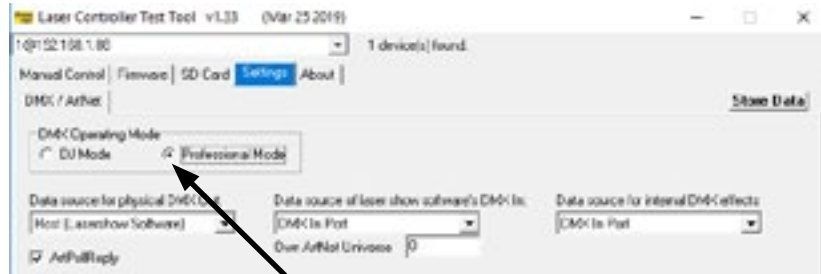 Laser Controller Test Tool v1.33 (Mar 25 2019)
1@192.168.1.80 1 device(s) found.
Manual Control Firmware SD Card Settings About
DMX / ArtNet Store Data
DMX Operating Mode
DJ Mode Professional Mode
Data source for physical DMX Out: Data source of laser show software's DMX In: Data source for internal DMX effects:
Host (Lasershow Software) DMX In Port DMX In Port
Own ArtNet Universe 0
ArtPollReply